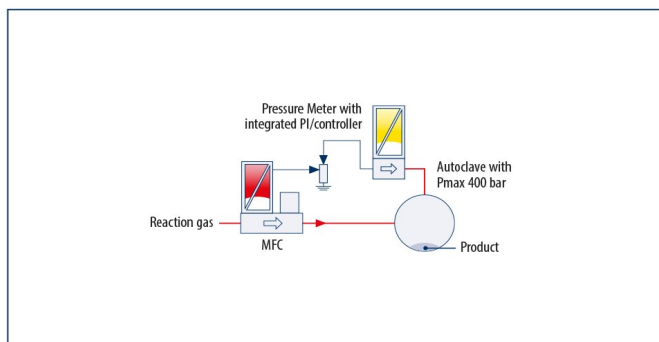 Pressure Meter with
integrated PI/controller
Autoclave with
Pmax 400 bar
Reaction gas
MFC
Product